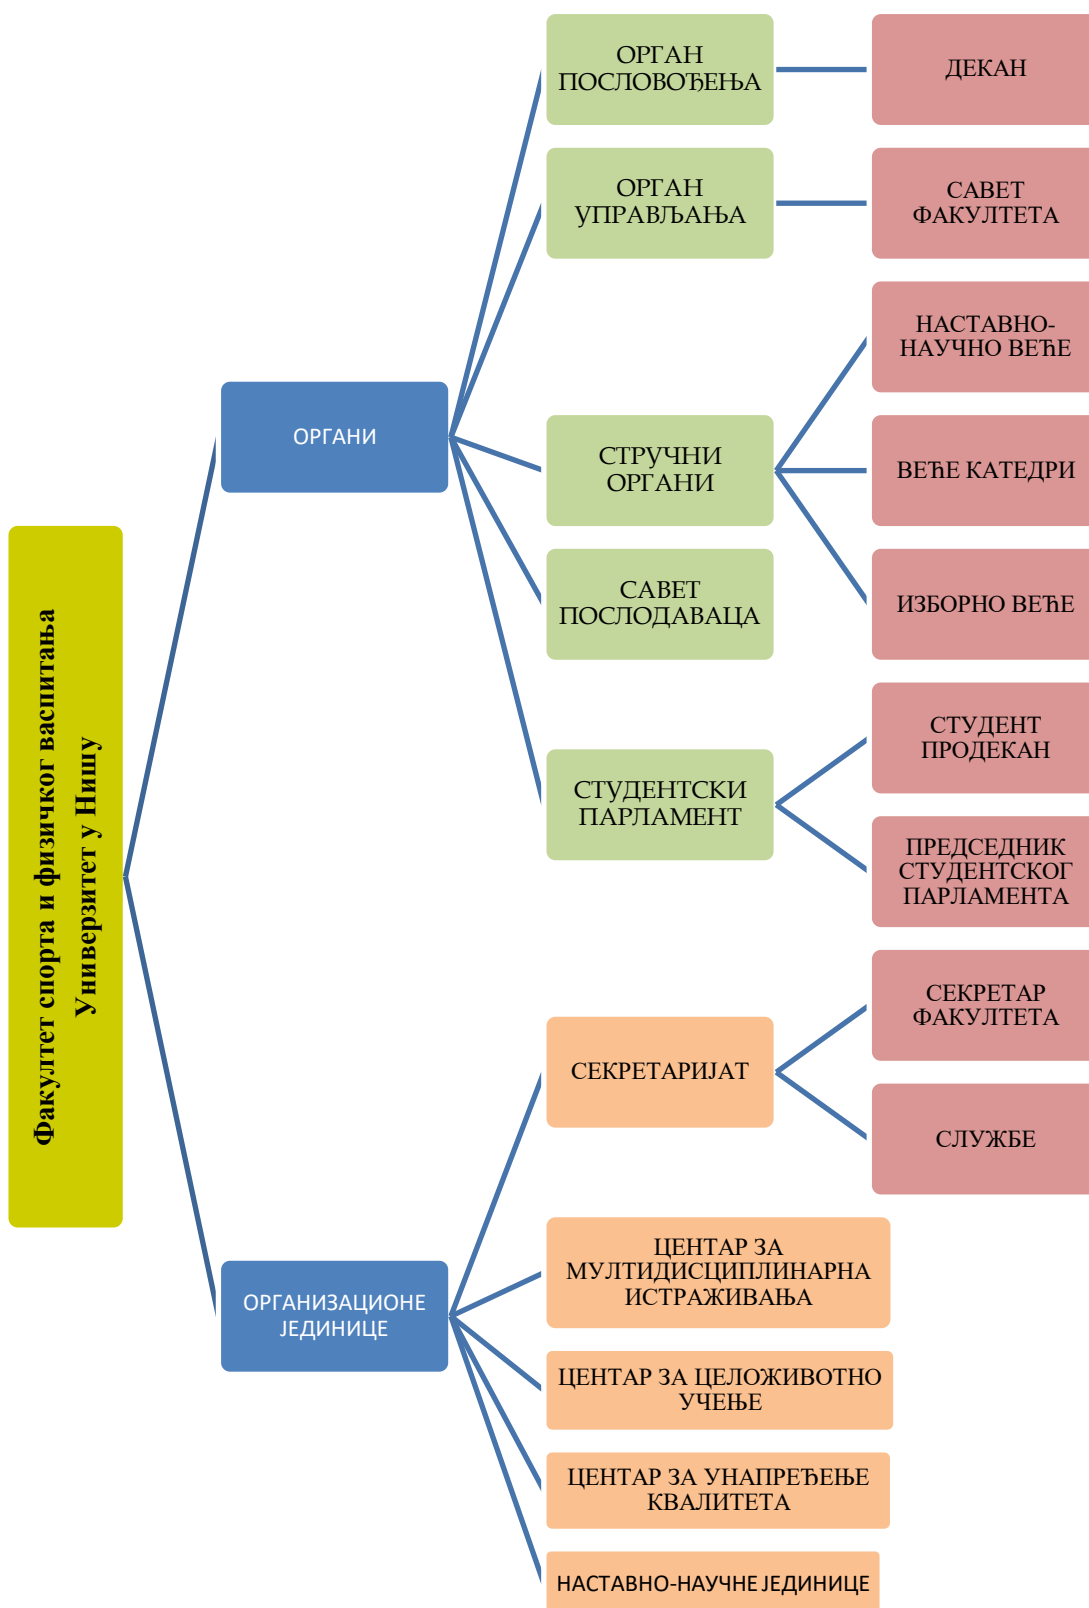 Факултет спорта и физичког васпитања
Универзитет у Нишу
ОРГАНИ
ОРГАН
ПОСЛОВОЂЕЊА
ДЕКАН
ОРГАН
УПРАВЉАЊА
САВЕТ
ФАКУЛТЕТА
СТРУЧНИ
ОРГАНИ
НАСТАВНО-
НАУЧНО ВЕЋЕ
ВЕЋЕ КАТЕДРИ
ИЗБОРНО ВЕЋЕ
САВЕТ
ПОСЛОДАВАЦА
СТУДЕНТСКИ
ПАРЛАМЕНТ
СТУДЕНТ
ПРОДЕКАН
ПРЕДСЕДНИК
СТУДЕНТСКОГ
ПАРЛАМЕНТА
ОРГАНИЗАЦИОНЕ
ЈЕДИНИЦЕ
СЕКРЕТАРИЈАТ
СЕКРЕТАР
ФАКУЛТЕТА
СЛУЖБЕ
ЦЕНТАР ЗА
МУЛТИДИСЦИПЛИНАРНА
ИСТРАЖИВАЊА
ЦЕНТАР ЗА ЦЕЛОЖИВОТНО
УЧЕЊЕ
ЦЕНТАР ЗА УНАПРЕЂЕЊЕ
КВАЛИТЕТА
НАСТАВНО-НАУЧНЕ ЈЕДИНИЦЕ